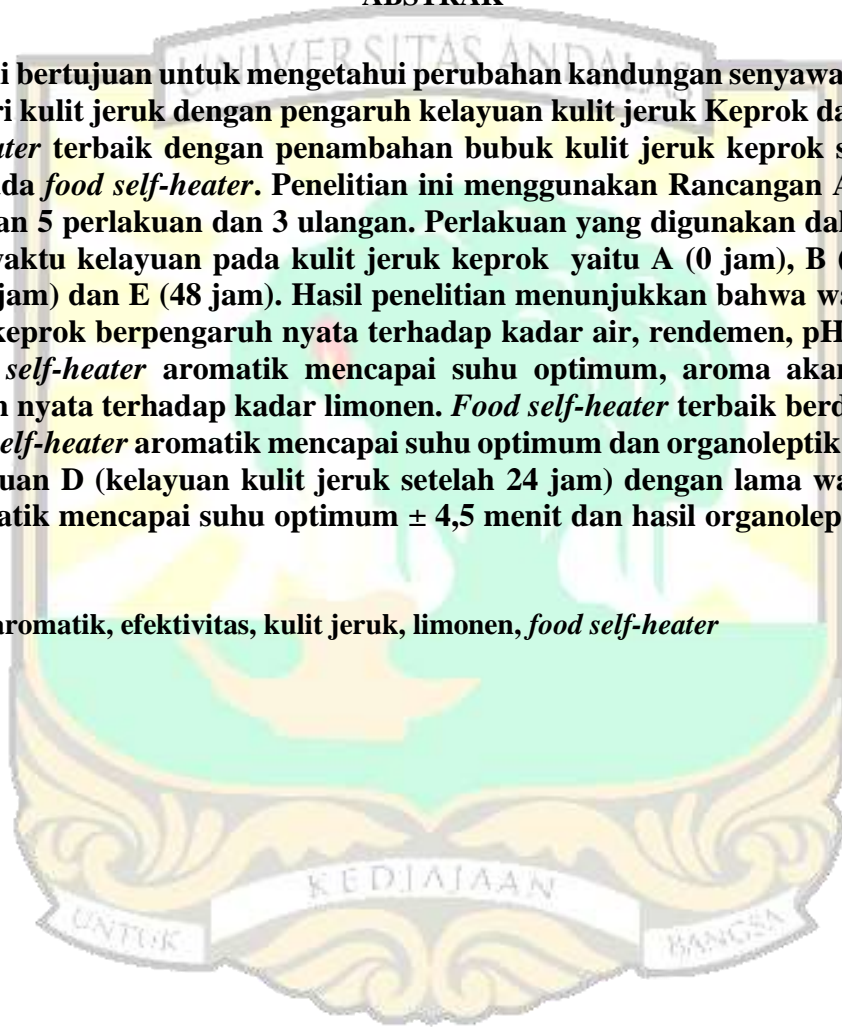 ABSTRAK
UNIVERSITAS ANDALAS
i bertujuan untuk mengetahui perubahan kandungan senyawa
ri kulit jeruk dengan pengaruh kelayuan kulit jeruk Keprok da
ater terbaik dengan penambahan bubuk kulit jeruk keprok s
da food self-heater. Penelitian ini menggunakan Rancangan A
an 5 perlakuan dan 3 ulangan. Perlakuan yang digunakan dal
waktu kelayuan pada kulit jeruk keprok yaitu A (0 jam), B (
jam) dan E (48 jam). Hasil penelitian menunjukkan bahwa wa
keprok berpengaruh nyata terhadap kadar air, rendemen, pH
self-heater aromatik mencapai suhu optimum, aroma akan
h nyata terhadap kadar limonen. Food self-heater terbaik berd
self-heater aromatik mencapai suhu optimum dan organoleptik
uan D (kelayuan kulit jeruk setelah 24 jam) dengan lama wa
atik mencapai suhu optimum ± 4,5 menit dan hasil organolep
aromatik, efektivitas, kulit jeruk, limonen, food self-heater
KEDJAJAAN
UNTUK BANGSA